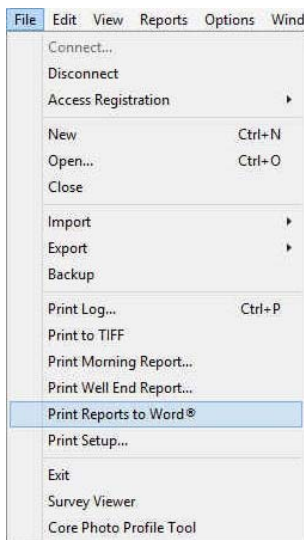 File Edit View Reports Options Wind
Connect...
Disconnect
Access Registration
New Ctrl+N
Open... Ctrl+O
Close
Import
Export
Backup
Print Log... Ctrl+P
Print to TIFF
Print Morning Report...
Print Well End Report...
Print Reports to Word®
Print Setup...
Exit
Survey Viewer
Core Photo Profile Tool